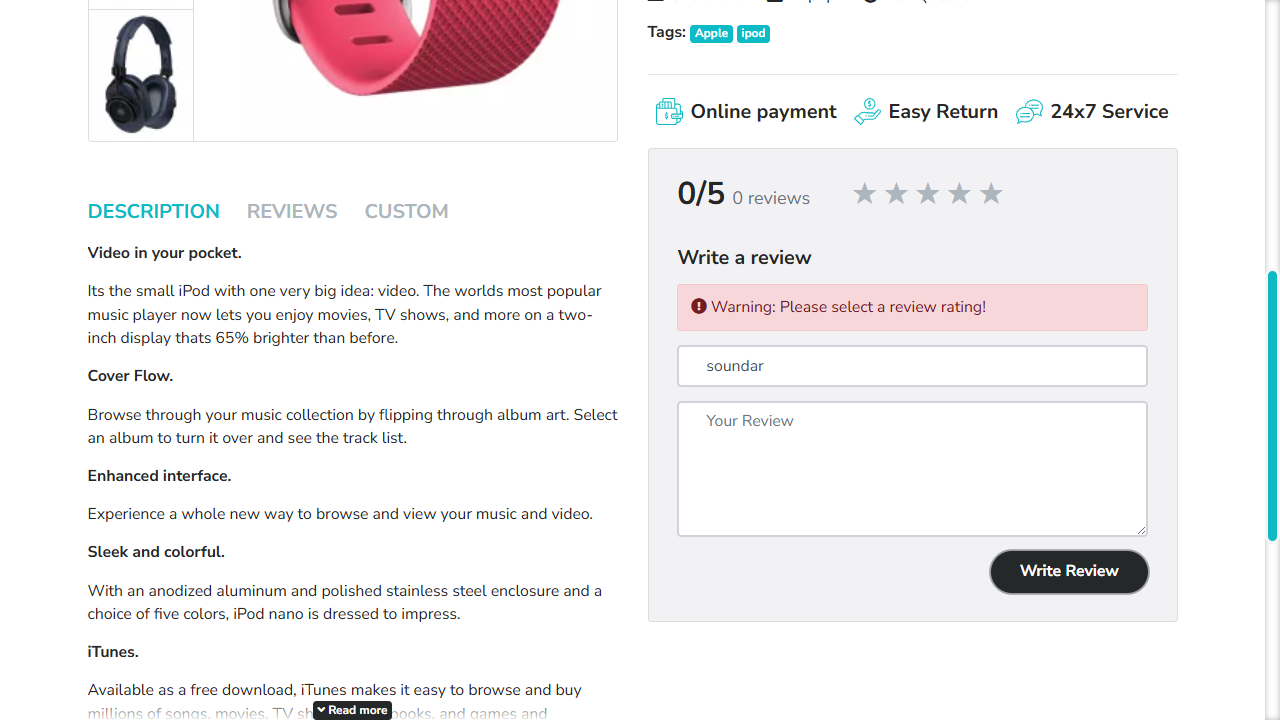 Tags: Apple ipod
Online payment Easy Return 24x7 Service
0/5 0 reviews
Write a review
Warning: Please select a review rating!
soundar
Your Review
Write Review
DESCRIPTION REVIEWS CUSTOM
Video in your pocket.
Its the small iPod with one very big idea: video. The worlds most popular
music player now lets you enjoy movies, TV shows, and more on a two-
inch display thats 65% brighter than before.
Cover Flow.
Browse through your music collection by flipping through album art. Select
an album to turn it over and see the track list.
Enhanced interface.
Experience a whole new way to browse and view your music and video.
Sleek and colorful.
With an anodized aluminum and polished stainless steel enclosure and a
choice of five colors, iPod nano is dressed to impress.
iTunes.
Available as a free download, iTunes makes it easy to browse and buy
millions of songs, movies, TV books, and games and
Read more